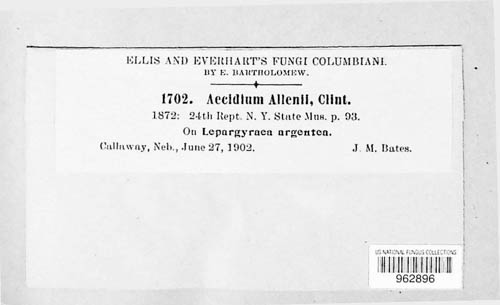 ELLIS AND EVERHART'S FUNGI COLUMBIANI.
BY E. BARTHOLOMEW.
1702. Aecidium Allenii, Clint.
1872: 24th Rept. N. Y. State Mus. p. 93.
On Lepargyraea argentea.
Callaway, Neb., June 27, 1902. J. M. Bates.
US NATIONAL FUNGUS COLLECTIONS
962896